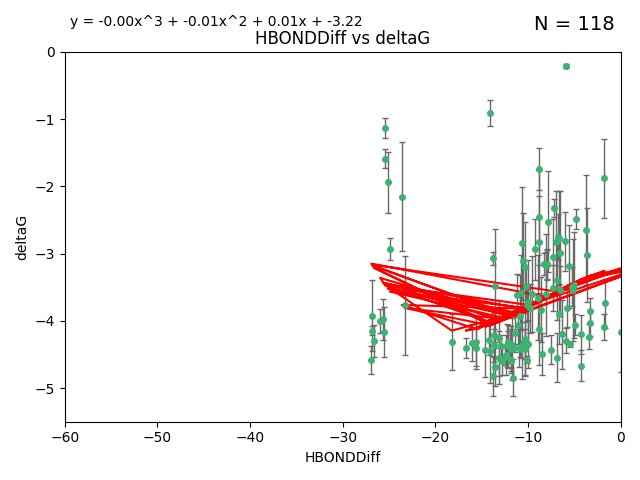 y = -0.00x^3 + -0.01x^2 + 0.01x + -3.22
N = 118
HBONDDiff vs deltaG
0
−1
−2
−3
−4
−5
deltaG
−60 −50 −40 −30 −20 −10 0
HBONDDiff